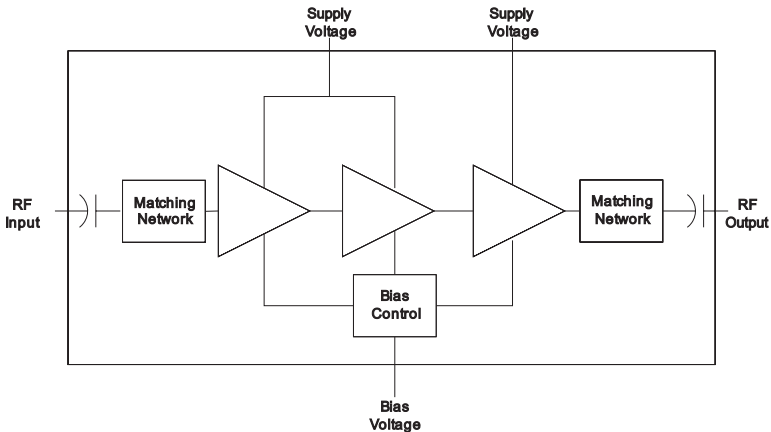 Supply
Voltage
Supply
Voltage
RF
Input
Matching
Network
Matching
Network
RF
Output
Bias
Control
Bias
Voltage